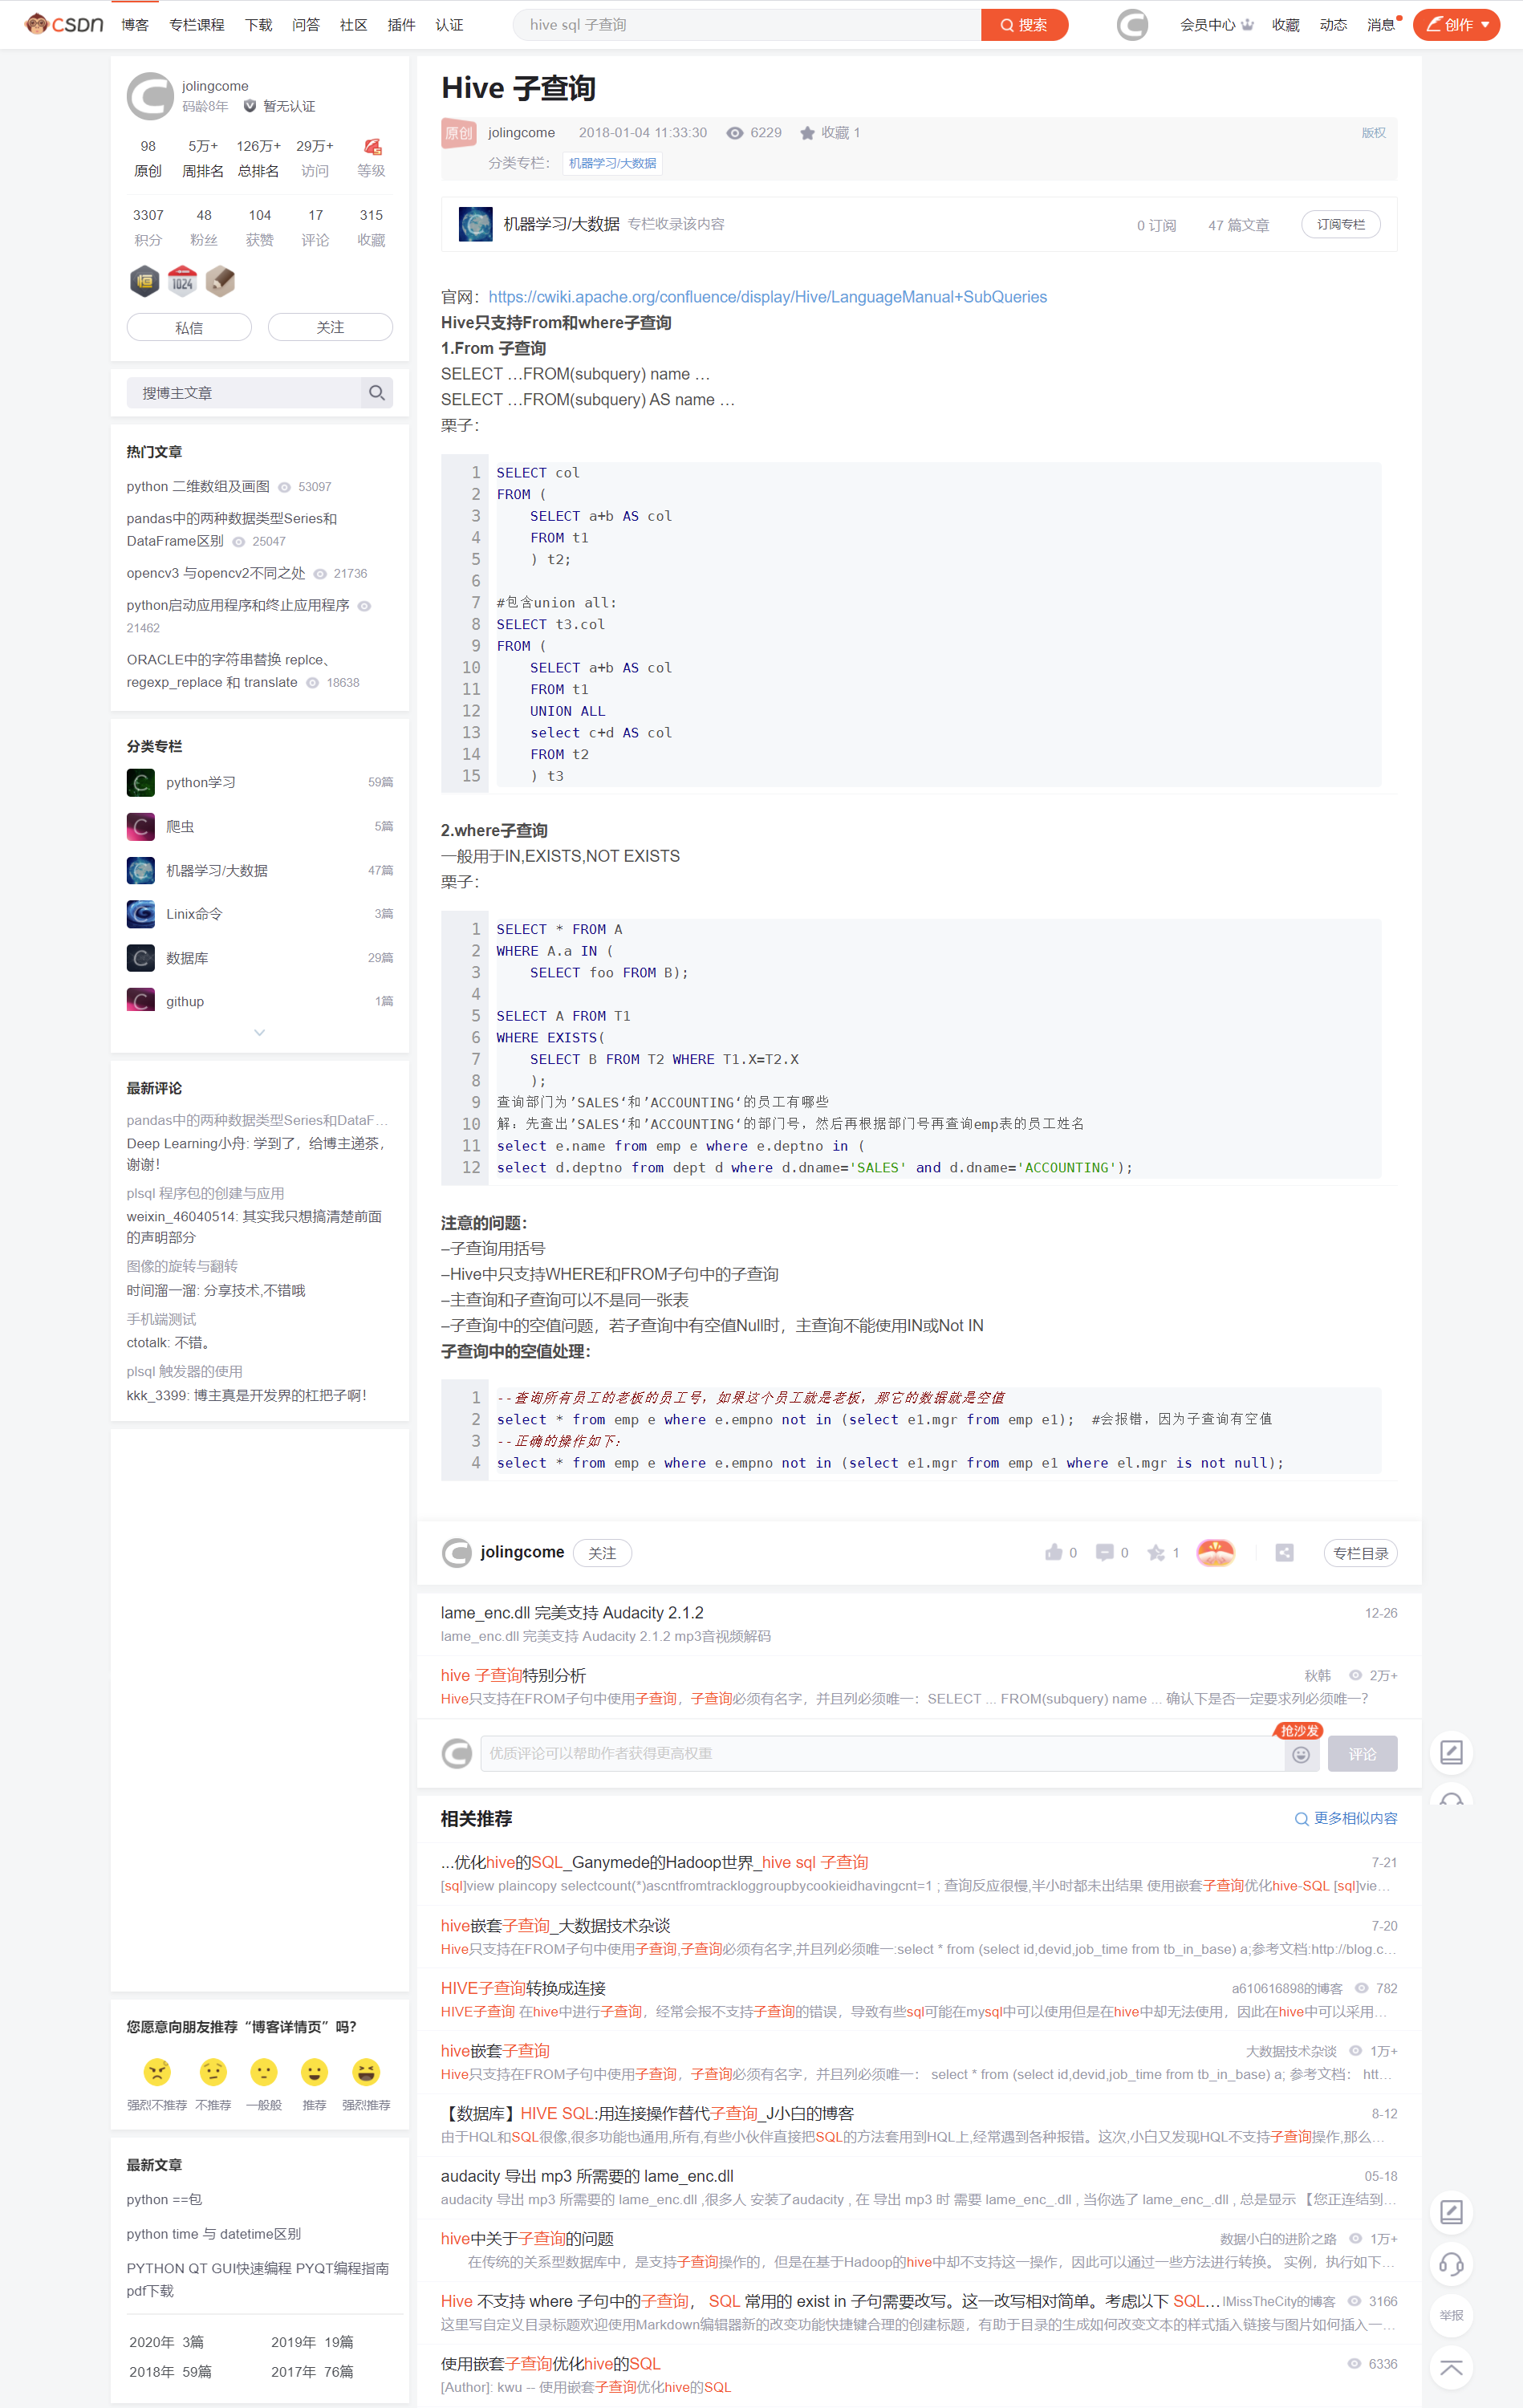 CSDN 博客 专栏课程 下载 问答 社区 插件 认证 hive sql 子查询 搜索 会员中心 收藏 动态 消息 创作
jolingcome
码龄8年 暂无认证
98 5万+ 126万+ 29万+
原创 周排名 总排名 访问 等级
3307 48 104 17 315
积分 粉丝 获赞 评论 收藏
恒 1024
私信 关注
搜博主文章
热门文章
python 二维数组及画图 53097
pandas中的两种数据类型Series和
DataFrame区别 25047
opencv3 与opencv2不同之处 21736
python启动应用程序和终止应用程序
21462
ORACLE中的字符串替换 replce、
regexp_replace 和 translate 18638
分类专栏
python学习 59篇
爬虫 5篇
机器学习/大数据 47篇
Linix命令 3篇
数据库 29篇
githup 1篇
最新评论
pandas中的两种数据类型Series和DataF...
Deep Learning小舟: 学到了，给博主递茶，
谢谢！
plsql 程序包的创建与应用
weixin_46040514: 其实我只想搞清楚前面
的声明部分
图像的旋转与翻转
时间溜一溜: 分享技术,不错哦
手机端测试
ctotalk: 不错。
plsql 触发器的使用
kkk_3399: 博主真是开发界的杠把子啊！
您愿意向朋友推荐“博客详情页”吗？
强烈不推荐 不推荐 一般般 推荐 强烈推荐
最新文章
python ==包
python time 与 datetime区别
PYTHON QT GUI快速编程 PYQT编程指南
pdf下载
2020年 3篇 2019年 19篇
2018年 59篇 2017年 76篇
Hive 子查询
原创 jolingcome 2018-01-04 11:33:30 6229 收藏 1 版权
分类专栏： 机器学习/大数据
机器学习/大数据 专栏收录该内容 0 订阅 47 篇文章 订阅专栏
官网：https://cwiki.apache.org/confluence/display/Hive/LanguageManual+SubQueries
Hive只支持From和where子查询
1.From 子查询
SELECT …FROM(subquery) name …
SELECT …FROM(subquery) AS name …
栗子：
1 SELECT col
2 FROM (
3 SELECT a+b AS col
4 FROM t1
5 ) t2;
6
7 #包含union all:
8 SELECT t3.col
9 FROM (
10 SELECT a+b AS col
11 FROM t1
12 UNION ALL
13 select c+d AS col
14 FROM t2
15 ) t3
2.where子查询
一般用于IN,EXISTS,NOT EXISTS
栗子：
1 SELECT * FROM A
2 WHERE A.a IN (
3 SELECT foo FROM B);
4
5 SELECT A FROM T1
6 WHERE EXISTS(
7 SELECT B FROM T2 WHERE T1.X=T2.X
8 );
9 查询部门为’SALES‘和’ACCOUNTING‘的员工有哪些
10 解：先查出’SALES‘和’ACCOUNTING‘的部门号，然后再根据部门号再查询emp表的员工姓名
11 select e.name from emp e where e.deptno in (
12 select d.deptno from dept d where d.dname='SALES' and d.dname='ACCOUNTING');
注意的问题：
–子查询用括号
–Hive中只支持WHERE和FROM子句中的子查询
–主查询和子查询可以不是同一张表
–子查询中的空值问题，若子查询中有空值Null时，主查询不能使用IN或Not IN
子查询中的空值处理：
1 --查询所有员工的老板的员工号，如果这个员工就是老板，那它的数据就是空值
2 select * from emp e where e.empno not in (select e1.mgr from emp e1); #会报错，因为子查询有空值
3 --正确的操作如下：
4 select * from emp e where e.empno not in (select e1.mgr from emp e1 where el.mgr is not null);
jolingcome 关注 0 0 1 专栏目录
lame_enc.dll 完美支持 Audacity 2.1.2 12-26
lame_enc.dll 完美支持 Audacity 2.1.2 mp3音视频解码
hive 子查询特别分析 秋韩 2万+
Hive只支持在FROM子句中使用子查询，子查询必须有名字，并且列必须唯一：SELECT ... FROM(subquery) name ... 确认下是否一定要求列必须唯一？
抢沙发
优质评论可以帮助作者获得更高权重 评论
相关推荐 更多相似内容
...优化hive的SQL_Ganymede的Hadoop世界_hive sql 子查询 7-21
[sql]view plaincopy selectcount(*)ascntfromtrackloggroupbycookieidhavingcnt=1 ; 查询反应很慢,半小时都未出结果 使用嵌套子查询优化hive-SQL [sql]vie...
hive嵌套子查询_大数据技术杂谈 7-20
Hive只支持在FROM子句中使用子查询,子查询必须有名字,并且列必须唯一:select * from (select id,devid,job_time from tb_in_base) a;参考文档:http://blog.c...
HIVE子查询转换成连接 a610616898的博客 782
HIVE子查询 在hive中进行子查询，经常会报不支持子查询的错误，导致有些sql可能在mysql中可以使用但是在hive中却无法使用，因此在hive中可以采用...
hive嵌套子查询 大数据技术杂谈 1万+
Hive只支持在FROM子句中使用子查询，子查询必须有名字，并且列必须唯一： select * from (select id,devid,job_time from tb_in_base) a; 参考文档： htt...
【数据库】HIVE SQL:用连接操作替代子查询_J小白的博客 8-12
由于HQL和SQL很像,很多功能也通用,所有,有些小伙伴直接把SQL的方法套用到HQL上,经常遇到各种报错。这次,小白又发现HQL不支持子查询操作,那么...
audacity 导出 mp3 所需要的 lame_enc.dll 05-18
audacity 导出 mp3 所需要的 lame_enc.dll ,很多人 安装了audacity , 在 导出 mp3 时 需要 lame_enc_.dll , 当你选了 lame_enc_.dll , 总是显示 【您正连结到...
hive中关于子查询的问题 数据小白的进阶之路 1万+
在传统的关系型数据库中，是支持子查询操作的，但是在基于Hadoop的hive中却不支持这一操作，因此可以通过一些方法进行转换。 实例，执行如下...
Hive 不支持 where 子句中的子查询， SQL 常用的 exist in 子句需要改写。这一改写相对简单。考虑以下 SQL... IMissTheCity的博客 3166
这里写自定义目录标题欢迎使用Markdown编辑器新的改变功能快捷键合理的创建标题，有助于目录的生成如何改变文本的样式插入链接与图片如何插入一...
使用嵌套子查询优化hive的SQL 6336
[Author]: kwu -- 使用嵌套子查询优化hive的SQL
举报